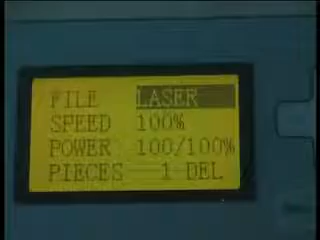 FILE LASER
SPEED 100%
POWER 100/100%
PIECES 1 DEL